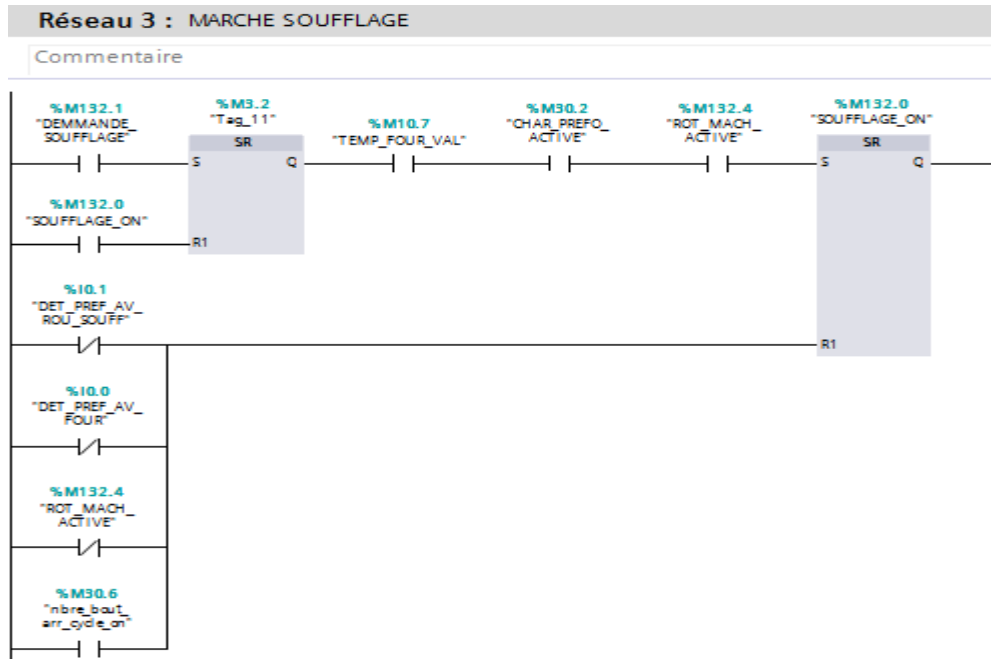 Réseau 3 : MARCHE SOUFFLAGE
Commentaire
%M132.1
"DEMMANDE_
SOUFFLAGE"
%M3.2
"Tag_11"
SR
S Q
%M10.7
"TEMP_FOUR_VAL"
%M30.2
"CHAR_PREFO_
ACTIVE"
%M132.4
"ROT_MACH_
ACTIVE"
%M132.0
"SOUFFLAGE_ON"
SR
S Q
%M132.0
"SOUFFLAGE_ON"
R1
%I0.1
"DET_PREF_AV_
ROU_SOUFF"
R1
%I0.0
"DET_PREF_AV_
FOUR"
%M132.4
"ROT_MACH_
ACTIVE"
%M30.6
"nbre_bout_
arr_cycle_on"